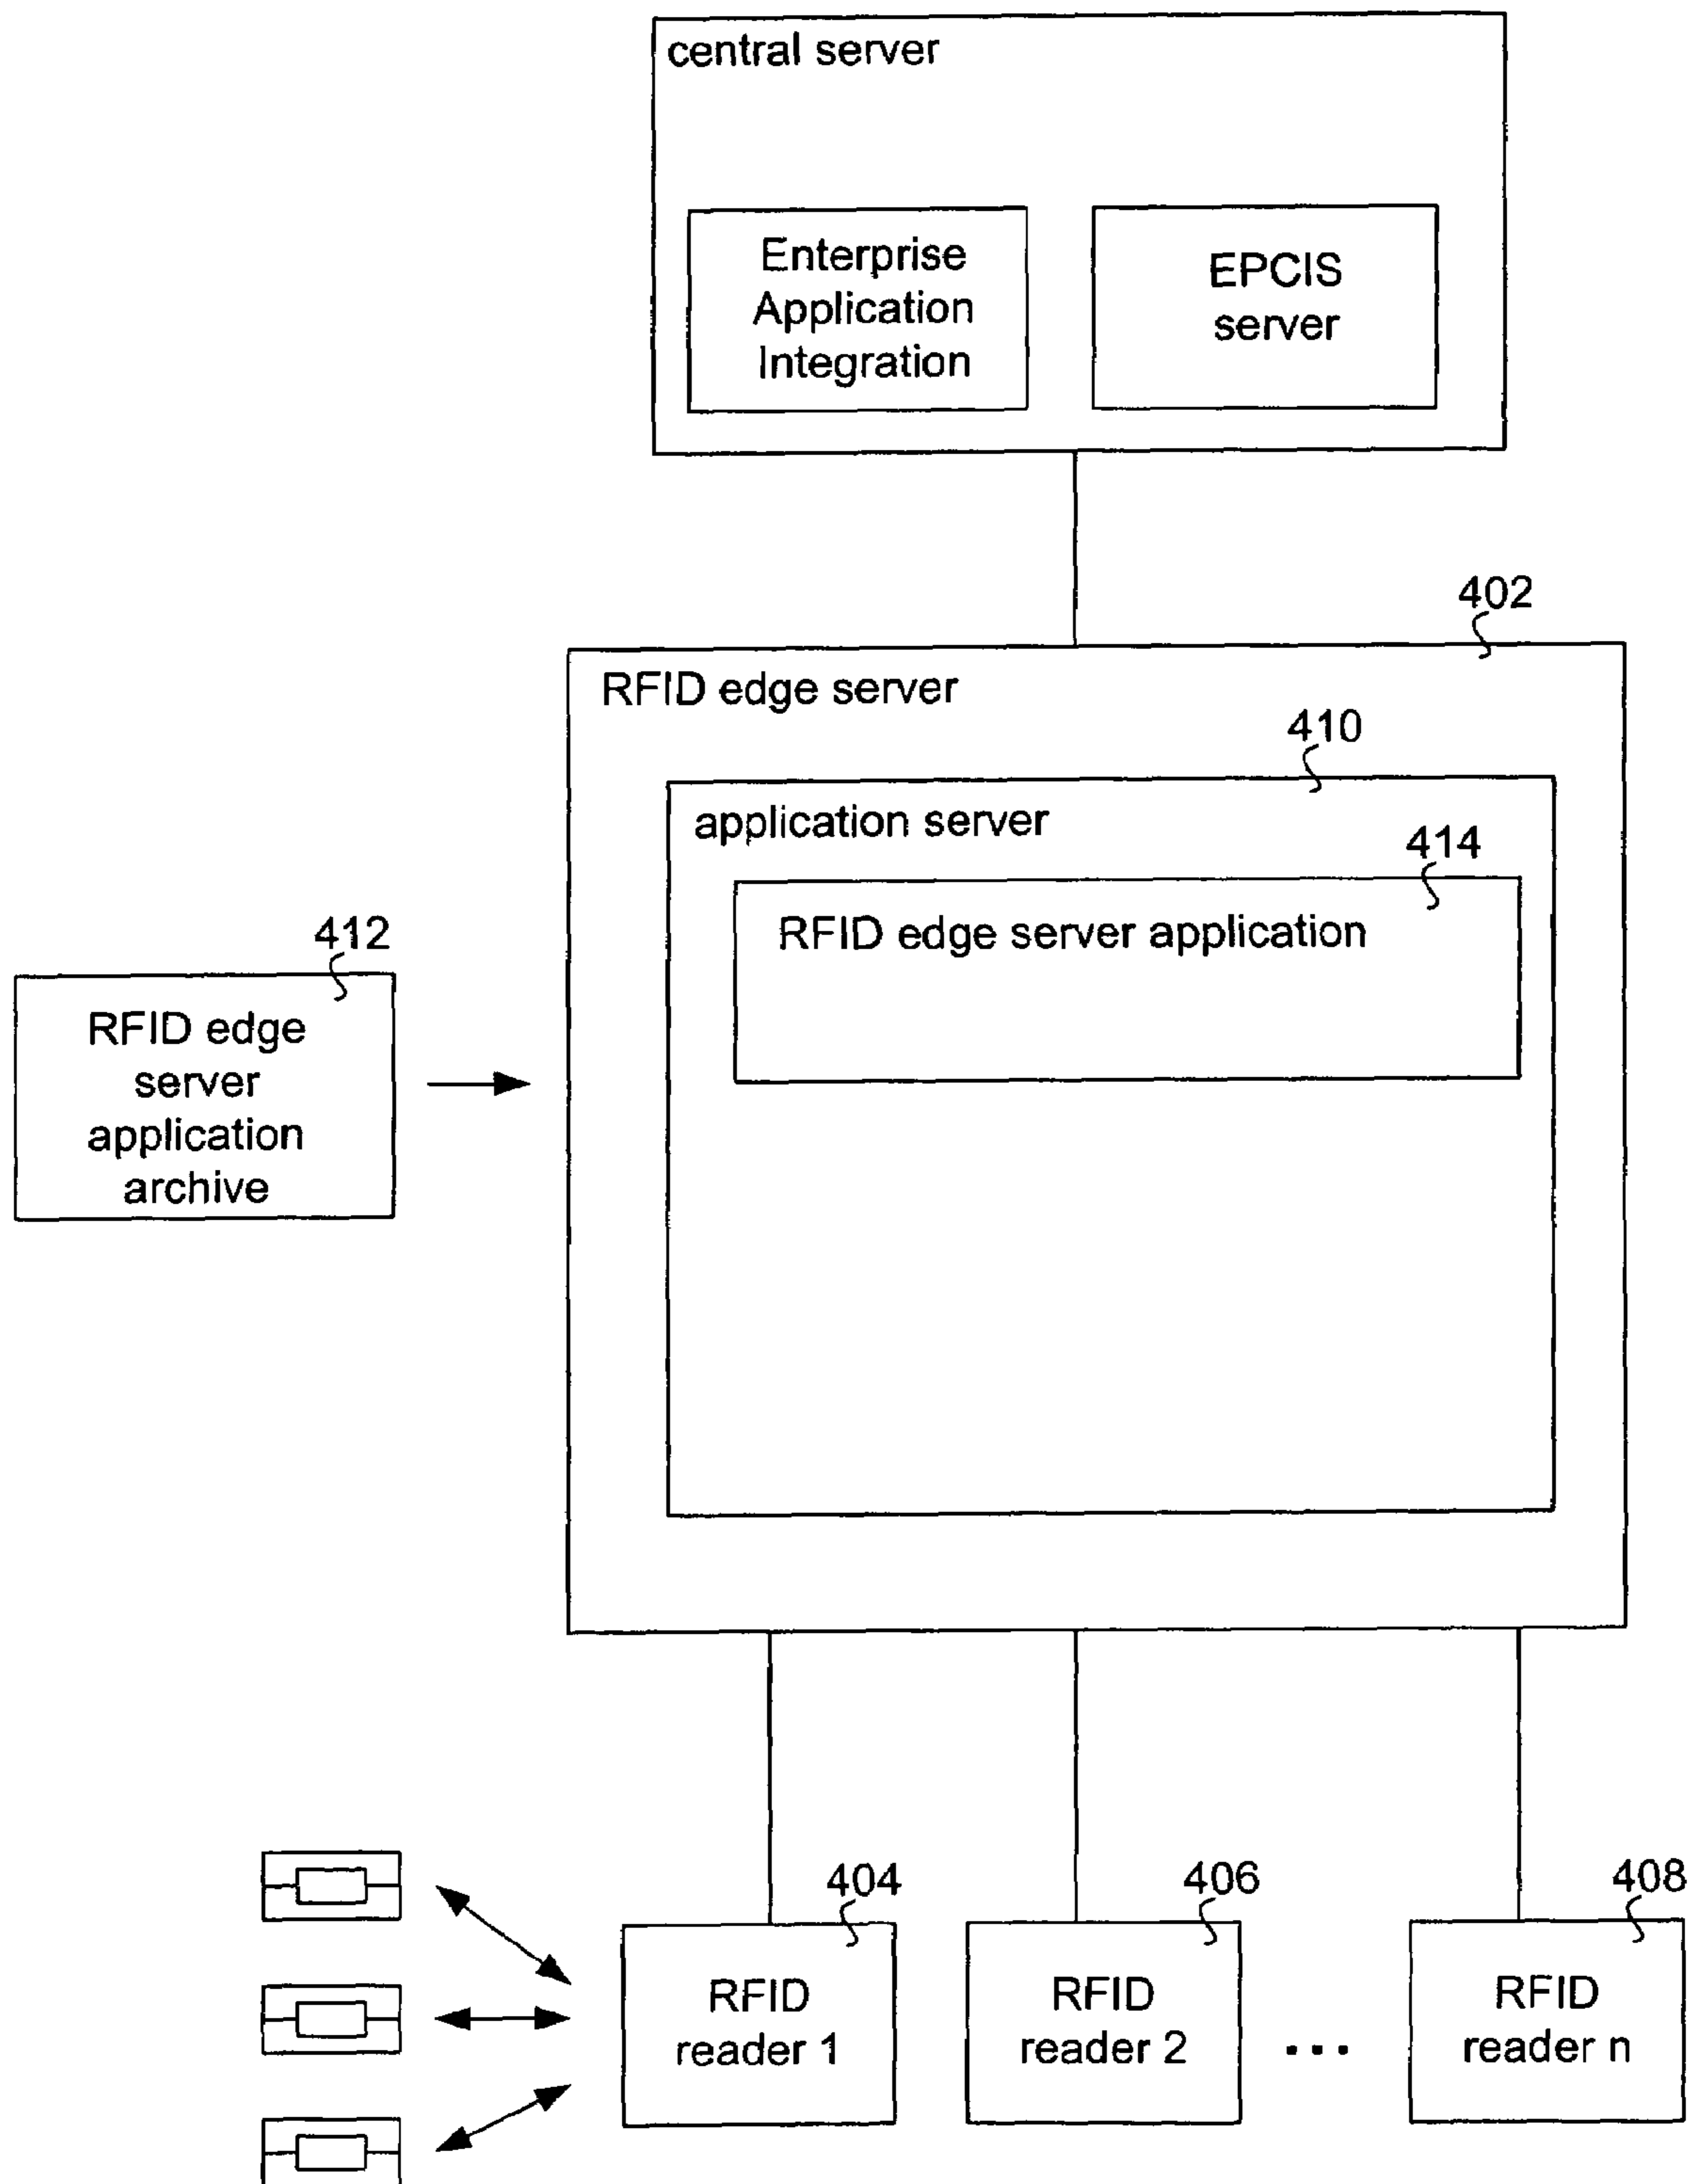 central server
Enterprise
Application
Integration
EPCIS
server
402
RFID edge server
410
application server
414
RFID edge server application
412
RFID edge
server
application
archive
404
406
408
RFID
reader 1
RFID
reader 2
...
RFID
reader n